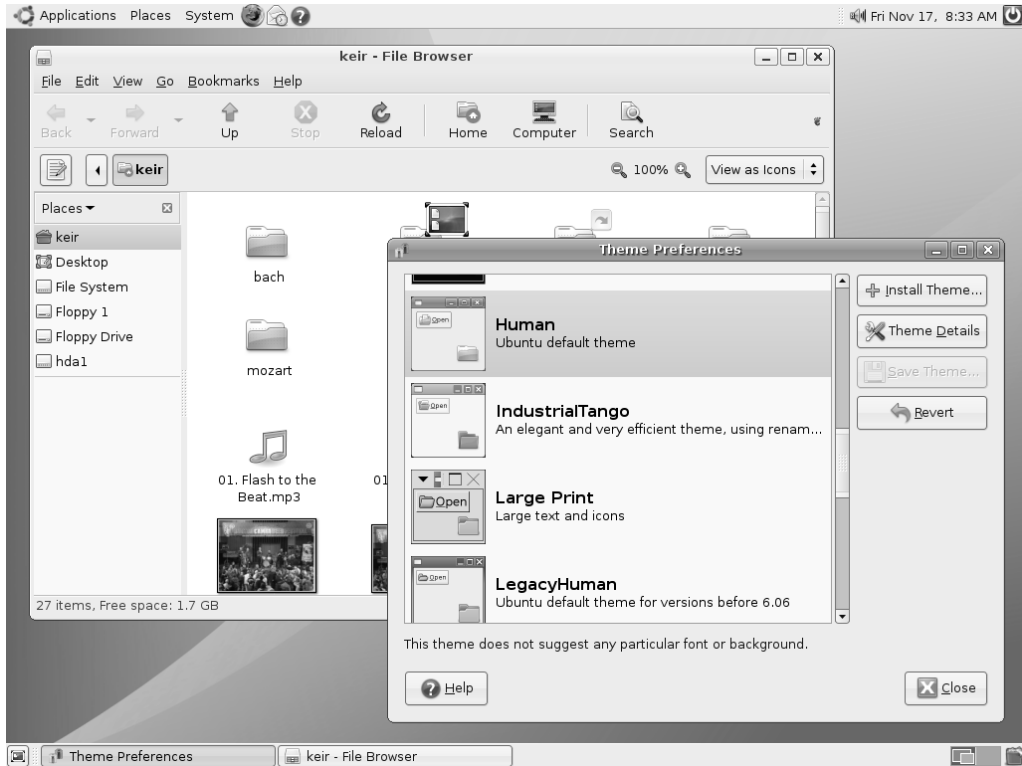 Applications Places System
Fri Nov 17, 8:33 AM
keir - File Browser
File Edit View Go Bookmarks Help
Back Forward Up Stop Reload Home Computer Search
keir
100%
View as Icons
Places
keir
Desktop
File System
Floppy 1
Floppy Drive
hda1
bach
mozart
01. Flash to the
Beat.mp3
01
27 items, Free space: 1.7 GB
Theme Preferences
Open
Human
Ubuntu default theme
Open
IndustrialTango
An elegant and very efficient theme, using renam...
Open
Large Print
Large text and icons
Open
LegacyHuman
Ubuntu default theme for versions before 6.06
Install Theme...
Theme Details
Save Theme...
Revert
This theme does not suggest any particular font or background.
Help
Close
Theme Preferences
keir - File Browser